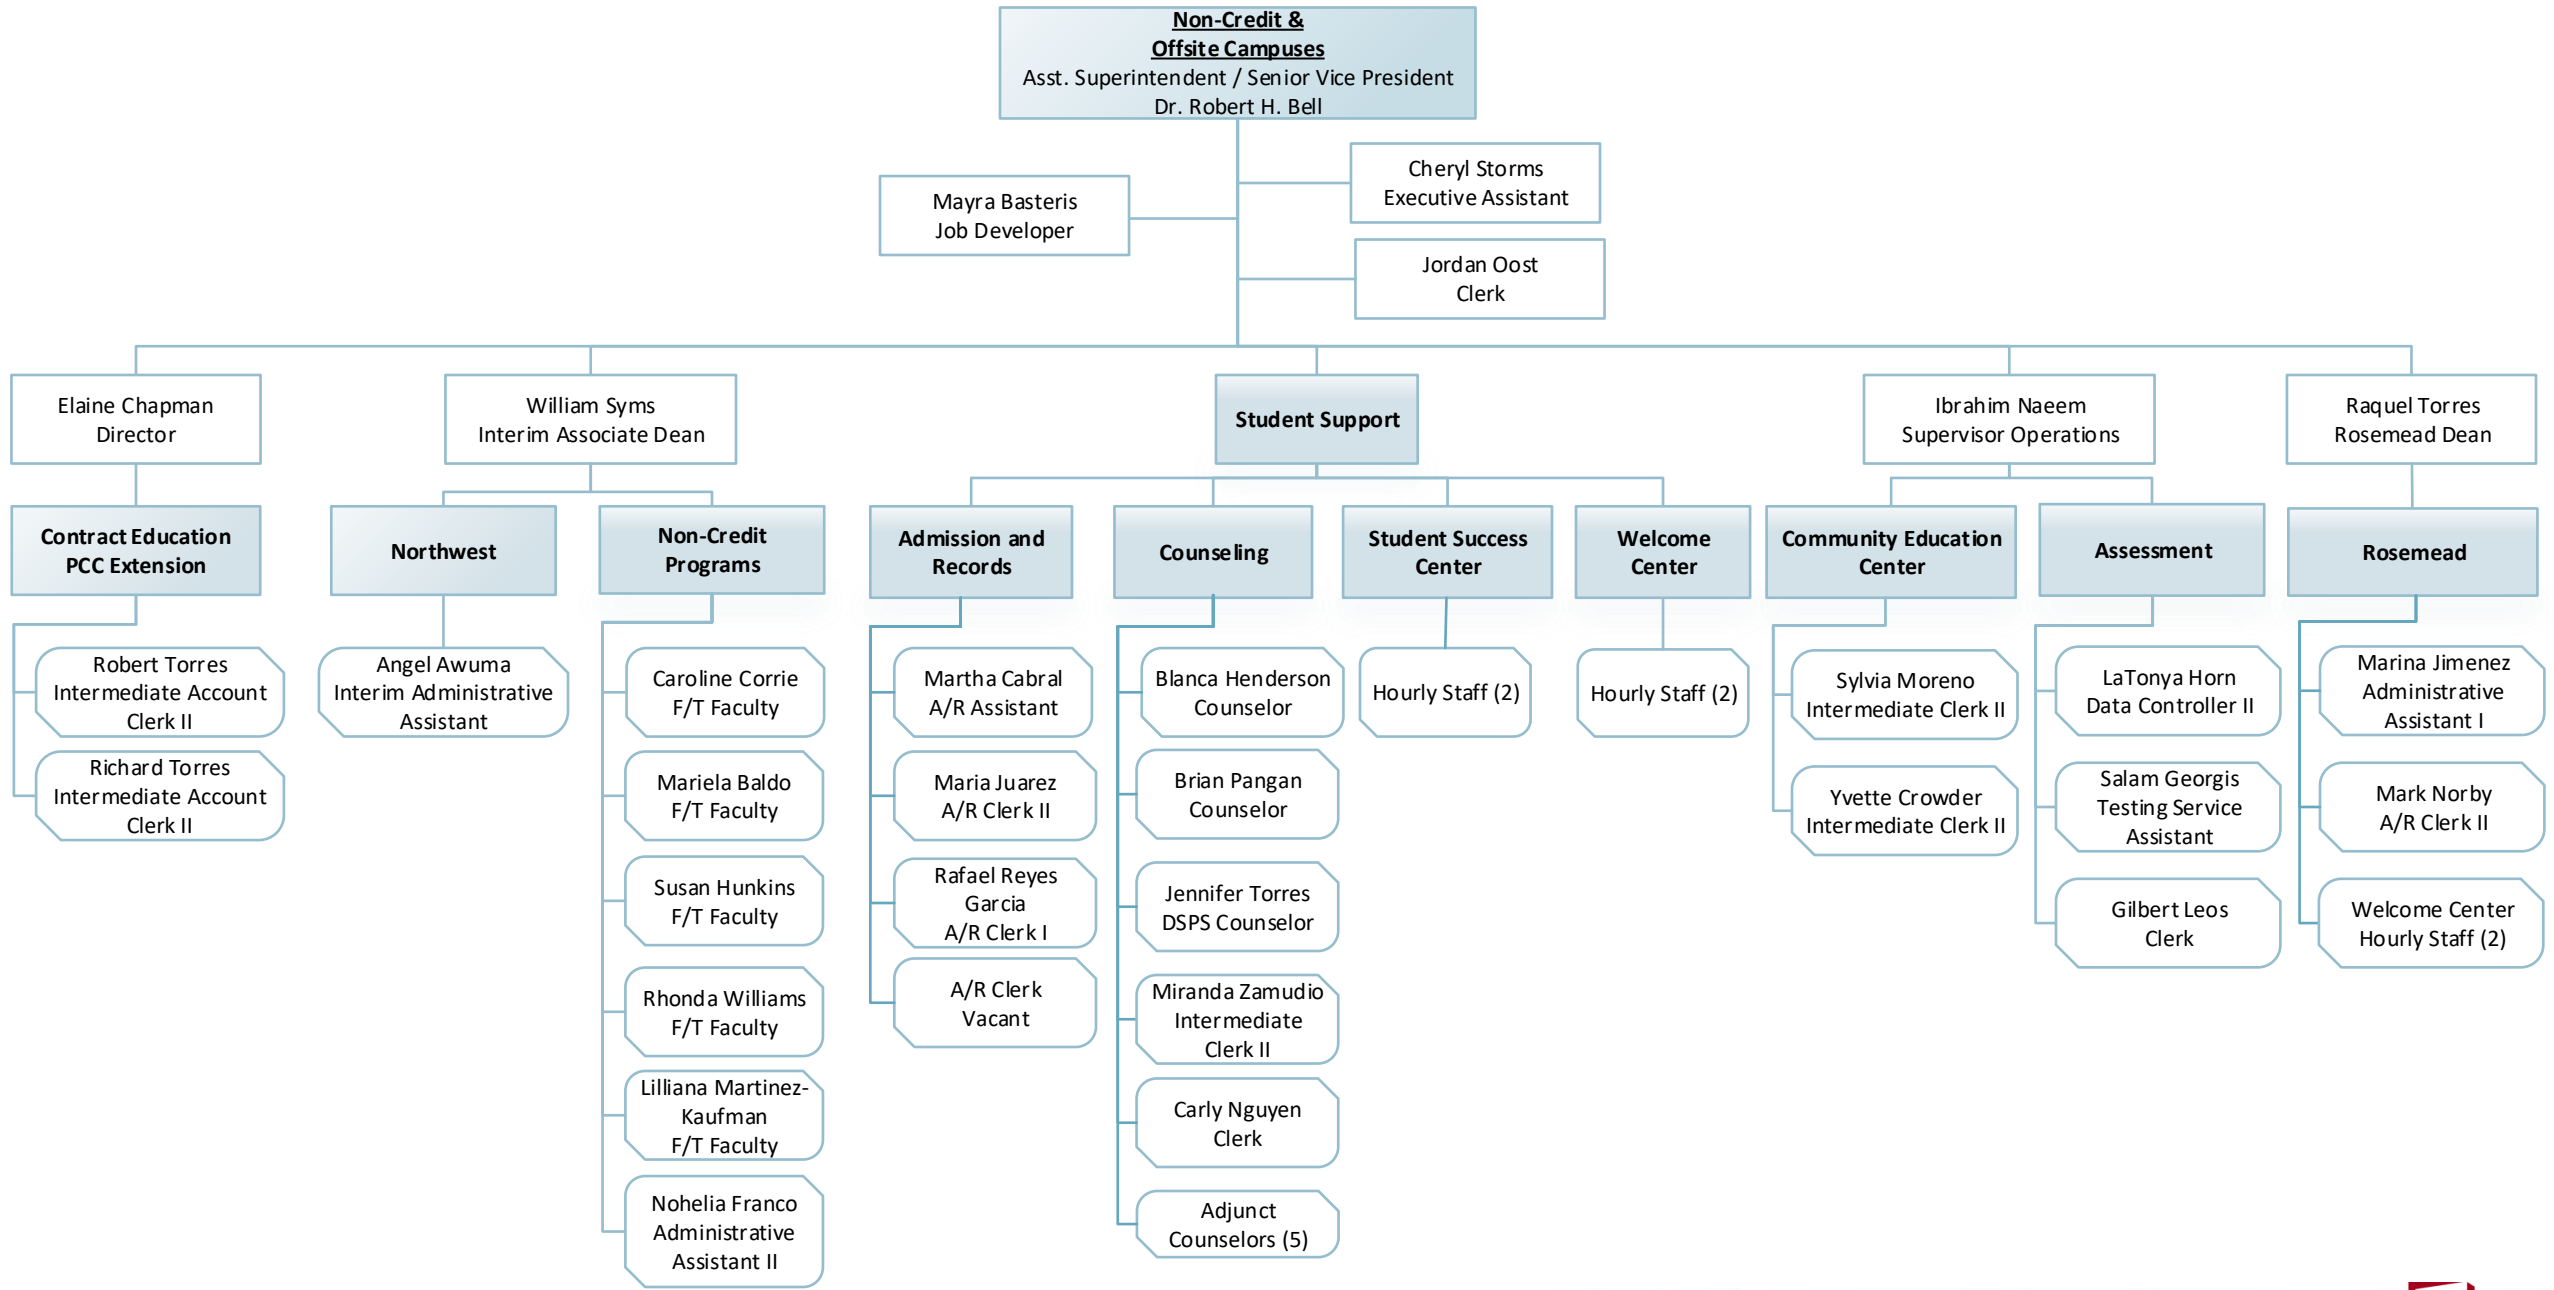 Non-Credit &
Offsite Campuses
Asst. Superintendent / Senior Vice President
Dr. Robert H. Bell
Cheryl Storms
Executive Assistant
Mayra Basteris
Job Developer
Jordan Oost
Clerk
Elaine Chapman
Director
William Syms
Interim Associate Dean
Student Support
Ibrahim Naeem
Supervisor Operations
Raquel Torres
Rosemead Dean
Contract Education
PCC Extension
Northwest
Non-Credit
Programs
Admission and
Records
Counseling
Student Success
Center
Welcome
Center
Community Education
Center
Assessment
Rosemead
Robert Torres
Intermediate Account
Clerk II
Richard Torres
Intermediate Account
Clerk II
Angel Awuma
Interim Administrative
Assistant
Caroline Corrie
F/T Faculty
Mariela Baldo
F/T Faculty
Susan Hunkins
F/T Faculty
Rhonda Williams
F/T Faculty
Lilliana Martinez-
Kaufman
F/T Faculty
Nohelia Franco
Administrative
Assistant II
Martha Cabral
A/R Assistant
Maria Juarez
A/R Clerk II
Rafael Reyes
Garcia
A/R Clerk I
A/R Clerk
Vacant
Blanca Henderson
Counselor
Brian Pangan
Counselor
Jennifer Torres
DSPS Counselor
Miranda Zamudio
Intermediate
Clerk II
Carly Nguyen
Clerk
Adjunct
Counselors (5)
Hourly Staff (2)
Hourly Staff (2)
Sylvia Moreno
Intermediate Clerk II
Yvette Crowder
Intermediate Clerk II
LaTonya Horn
Data Controller II
Salam Georgis
Testing Service
Assistant
Gilbert Leos
Clerk
Marina Jimenez
Administrative
Assistant I
Mark Norby
A/R Clerk II
Welcome Center
Hourly Staff (2)